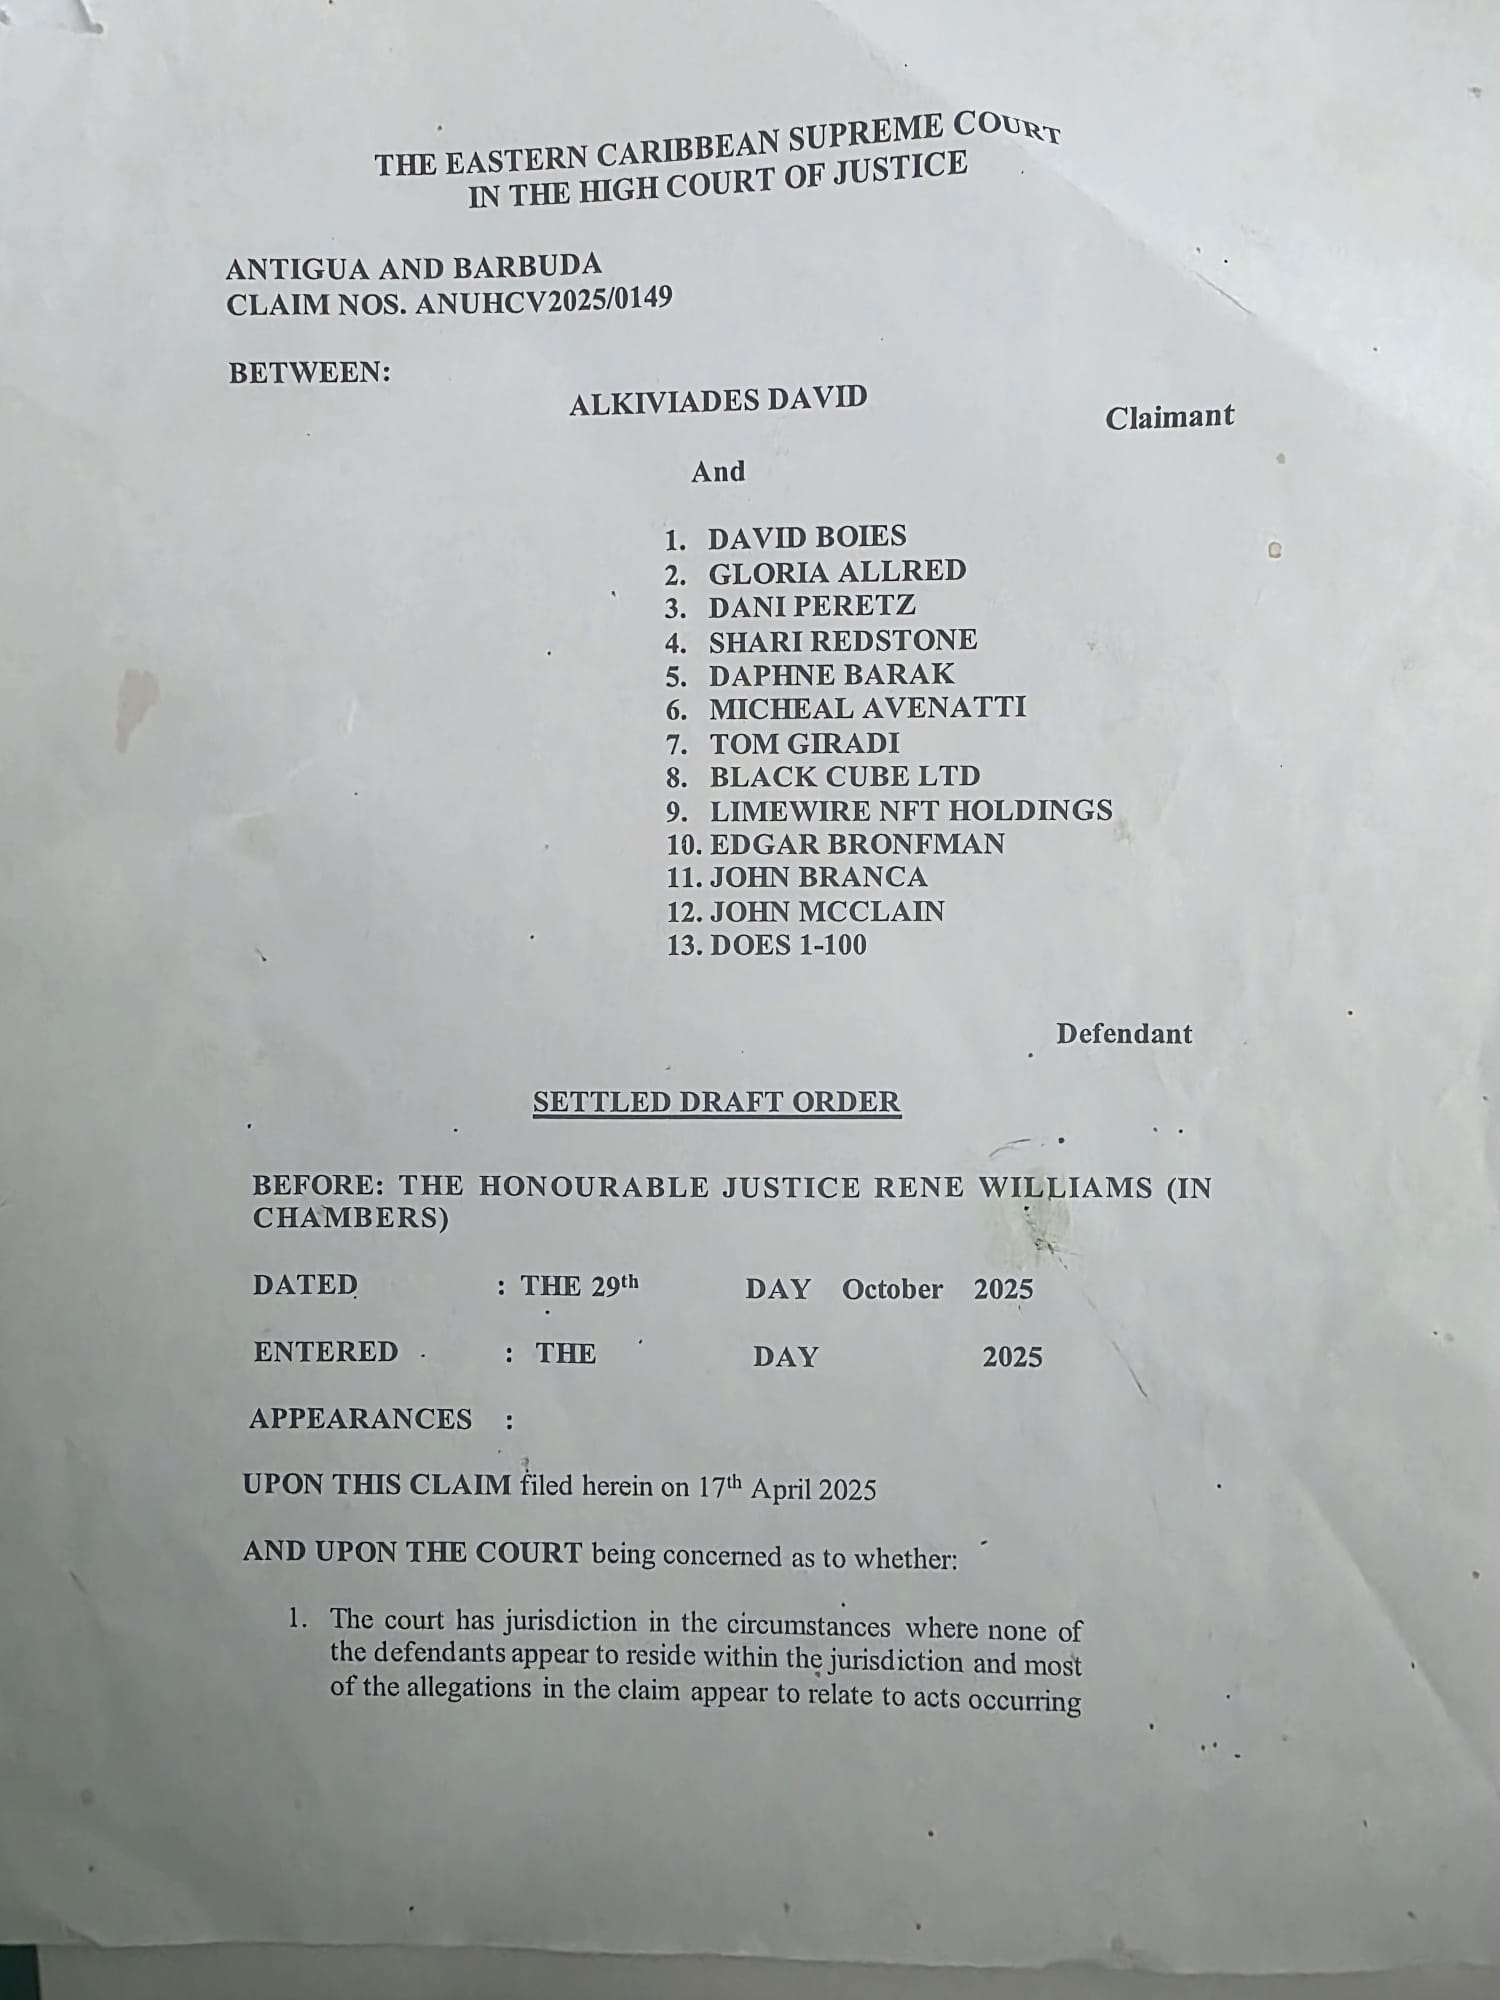 THE EASTERN CARIBBEAN SUPREME COURT
IN THE HIGH COURT OF JUSTICE
ANTIGUA AND BARBUDA
CLAIM NOS. ANUHCV2025/0149
BETWEEN:
ALKIVIADES DAVID
Claimant
And
1. DAVID BOIES
2. GLORIA ALLRED
3. DANI PERETZ
4. SHARI REDSTONE
5. DAPHNE BARAK
6. MICHEAL AVENATTI
7. TOM GIRADI
8. BLACK CUBE LTD
9. LIMEWIRE NFT HOLDINGS
10. EDGAR BRONFMAN
11. JOHN BRANCA
12. JOHN MCCLAIN
13. DOES 1-100
Defendant
SETTLED DRAFT ORDER
BEFORE: THE HONOURABLE JUSTICE RENE WILLIAMS (IN
CHAMBERS)
DATED : THE 29th DAY October 2025
ENTERED : THE DAY 2025
APPEARANCES :
UPON THIS CLAIM filed herein on 17th April 2025
AND UPON THE COURT being concerned as to whether:
1. The court has jurisdiction in the circumstances where none of
the defendants appear to reside within the jurisdiction and most
of the allegations in the claim appear to relate to acts occurring